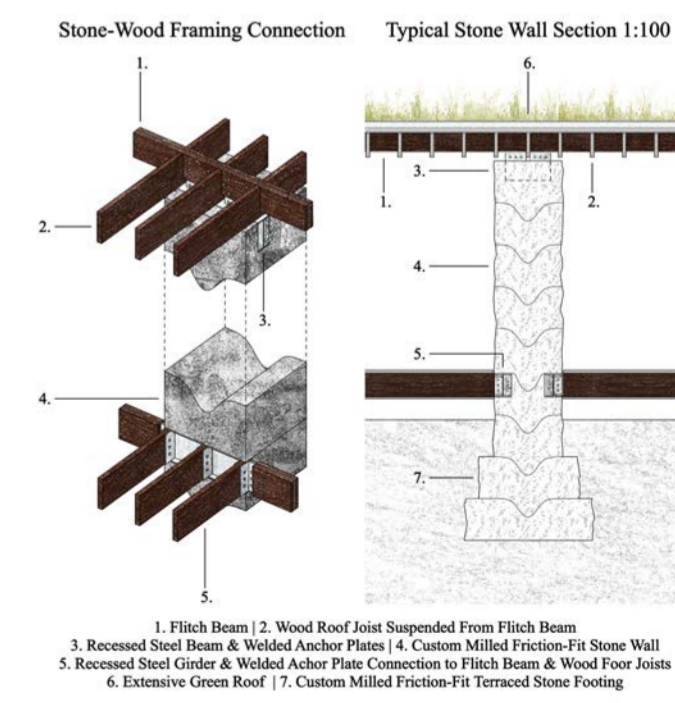 Stone-Wood Framing Connection
Typical Stone Wall Section 1:100
1.
2.
3.
4.
5.
6.
3.
1.
2.
4.
5.
7.
1. Flitch Beam | 2. Wood Roof Joist Suspended From Flitch Beam
3. Recessed Steel Beam & Welded Anchor Plates | 4. Custom Milled Friction-Fit Stone Wall
5. Recessed Steel Girder & Welded Achor Plate Connection to Flitch Beam & Wood Foor Joists
6. Extensive Green Roof | 7. Custom Milled Friction-Fit Terraced Stone Footing